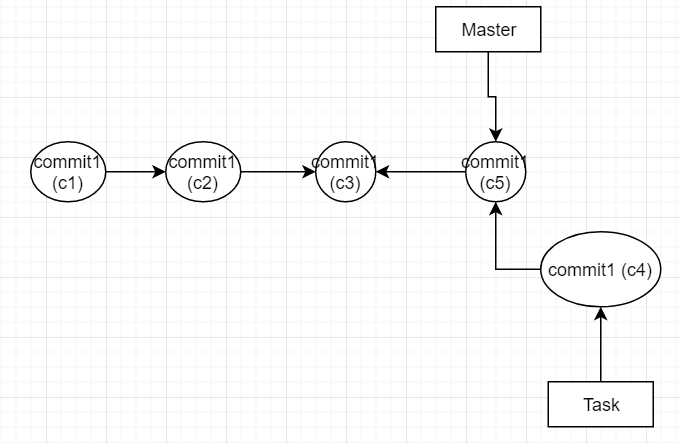 Master
commit1
(c1)
commit1
(c2)
commit1
(c3)
commit1
(c5)
commit1 (c4)
Task